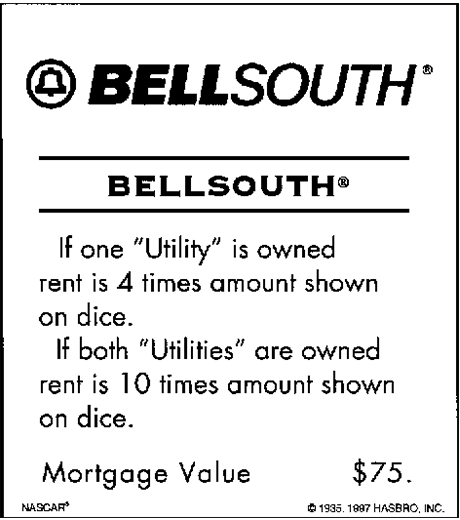 BELLSOUTH®
BELLSOUTH®
If one "Utility" is owned
rent is 4 times amount shown
on dice.
If both "Utilities" are owned
rent is 10 times amount shown
on dice.
Mortgage Value $75.
NASCAR® © 1935, 1997 HASBRO, INC.